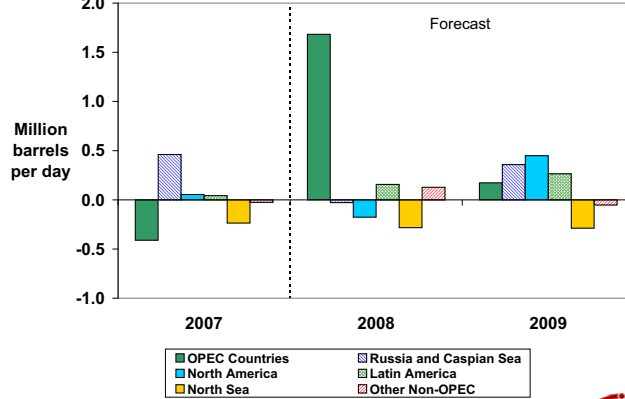 2.0
Forecast
1.5
1.0
Million
barrels
per day
0.5
0.0
-0.5
-1.0
2007 2008 2009
OPEC Countries Russia and Caspian Sea
North America Latin America
North Sea Other Non-OPEC